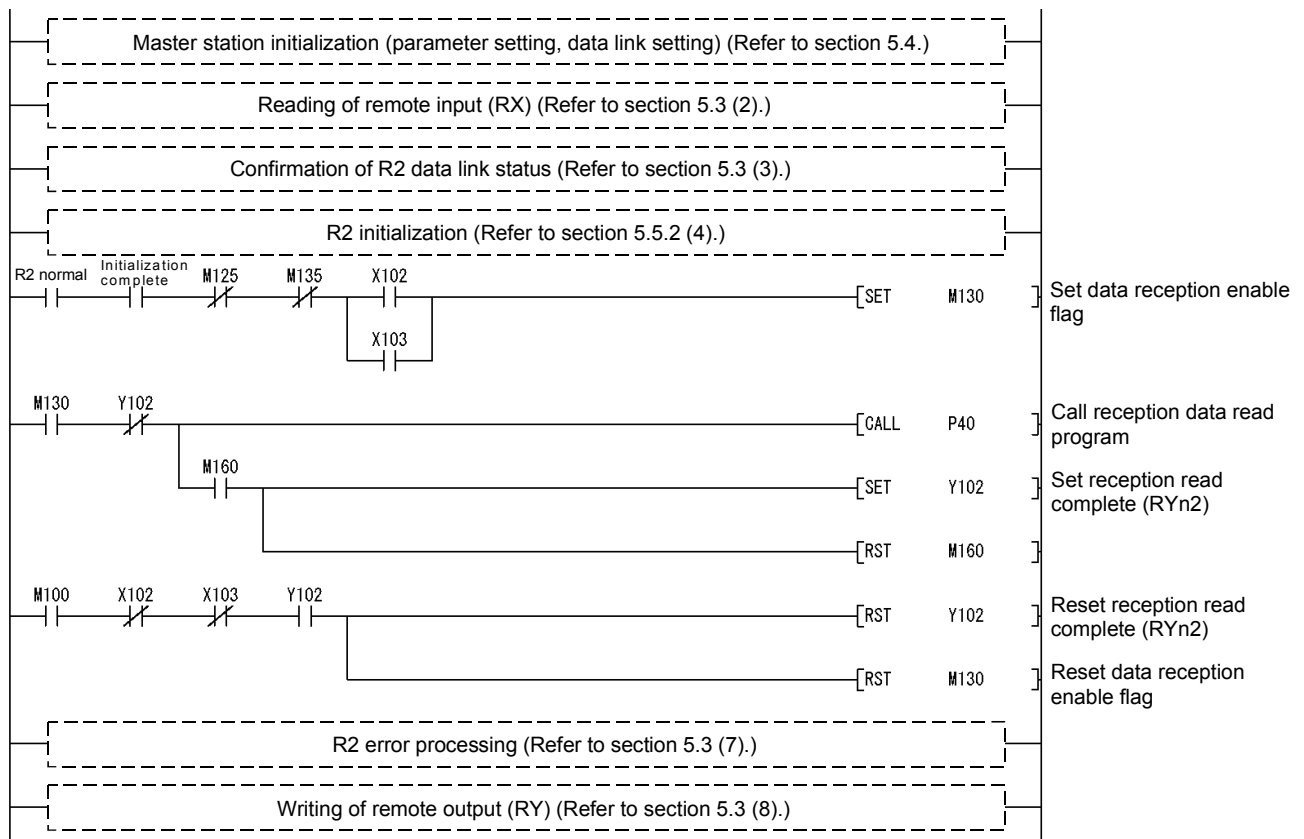 Master station initialization (parameter setting, data link setting) (Refer to section 5.4.)
Reading of remote input (RX) (Refer to section 5.3 (2).)
Confirmation of R2 data link status (Refer to section 5.3 (3).)
R2 initialization (Refer to section 5.5.2 (4).)
R2 normal
Initialization
complete
M125
M135
X102
SET M130
Set data reception enable
flag
X103
M130
Y102
CALL P40
Call reception data read
program
M160
SET Y102
Set reception read
complete (RYn2)
RST M160
M100
X102
X103
Y102
RST Y102
Reset reception read
complete (RYn2)
RST M130
Reset data reception
enable flag
R2 error processing (Refer to section 5.3 (7).)
Writing of remote output (RY) (Refer to section 5.3 (8).)